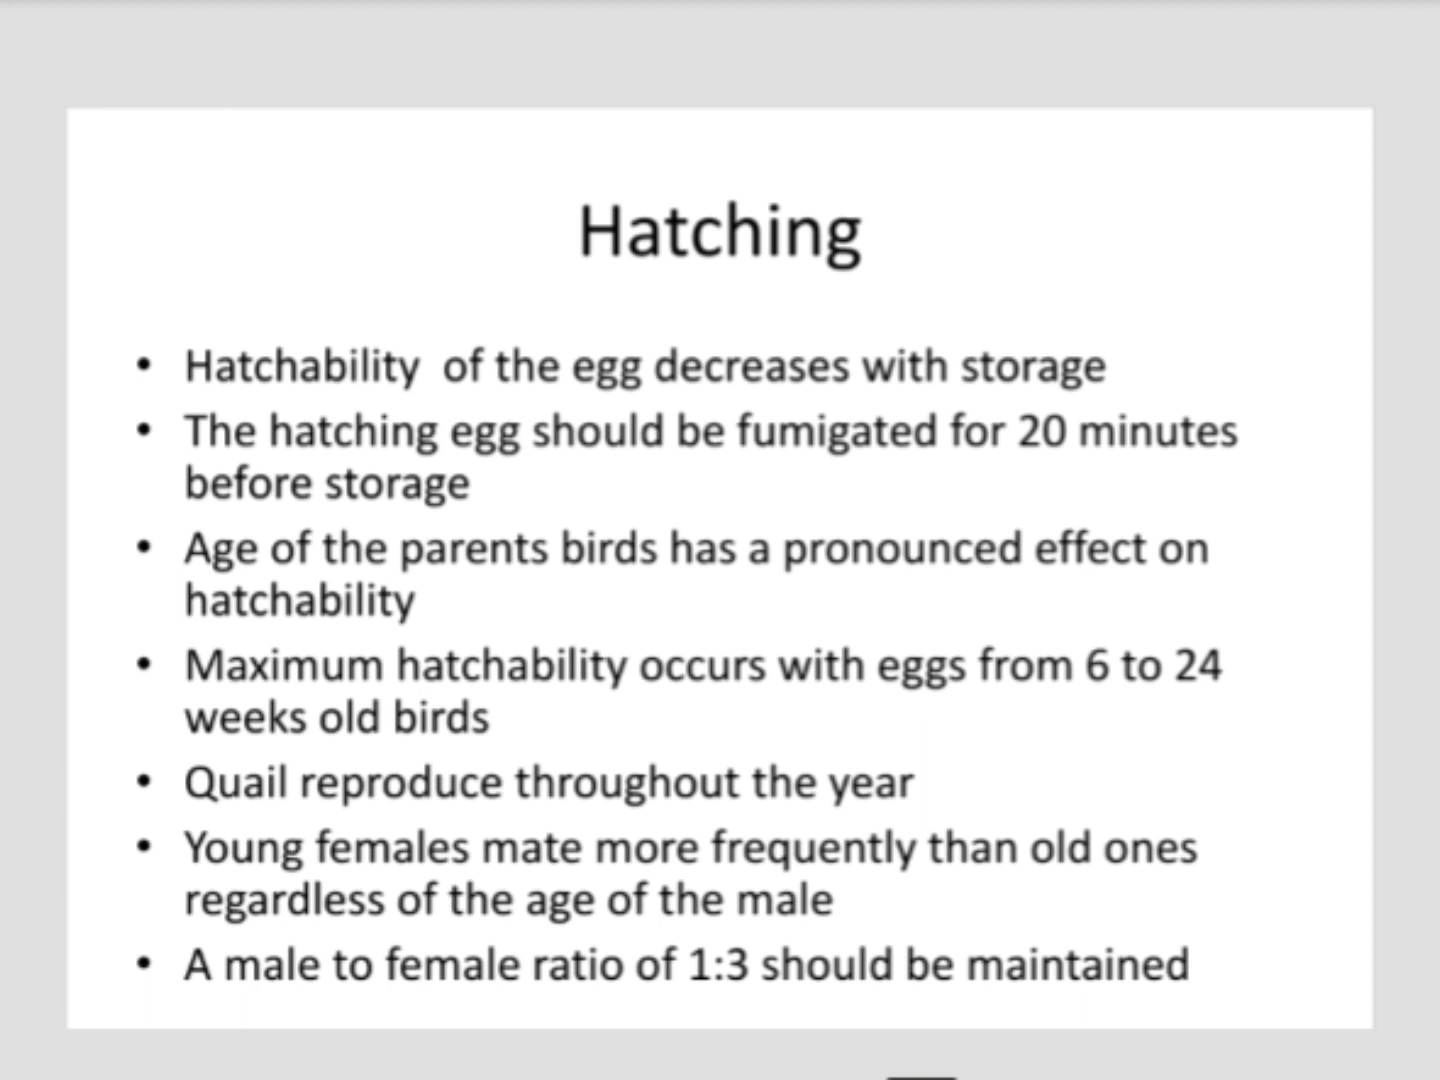 Hatching
• Hatchability  of the egg decreases with storage
• The hatching egg should be fumigated for 20 minutes
before storage
• Age of the parents birds has a pronounced effect on
hatchability
• Maximum hatchability occurs with eggs from 6 to 24
weeks old birds
• Quail reproduce throughout the year
• Young females mate more frequently than old ones
regardless of the age of the male
• A male to female ratio of 1:3 should be maintained